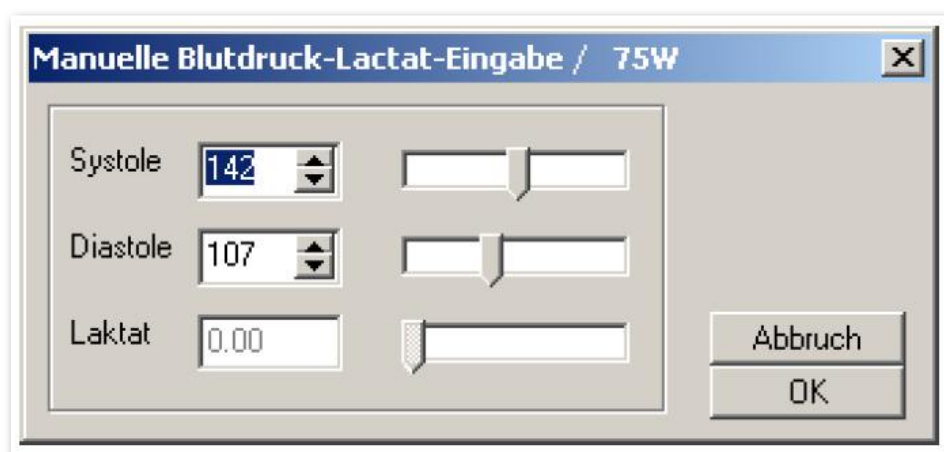 Manuelle Blutdruck-Lactat-Eingabe / 75W
Systole 142
Diastole 107
Laktat 0.00
Abbruch
OK